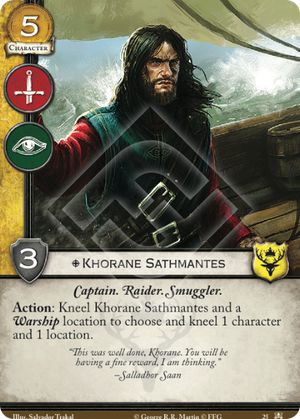 5
CHARACTER
3
KHORANE SATHMANTES
Captain. Raider. Smuggler.
Action: Kneel Khorane Sathmantes and a
Warship location to choose and kneel 1 character
and 1 location.
"This was well done, Khorane. You will be
having a fine reward, I am thinking."
–Salladhor Saan
Illus. Salvador Trakal
© George R.R. Martin © FFG
25